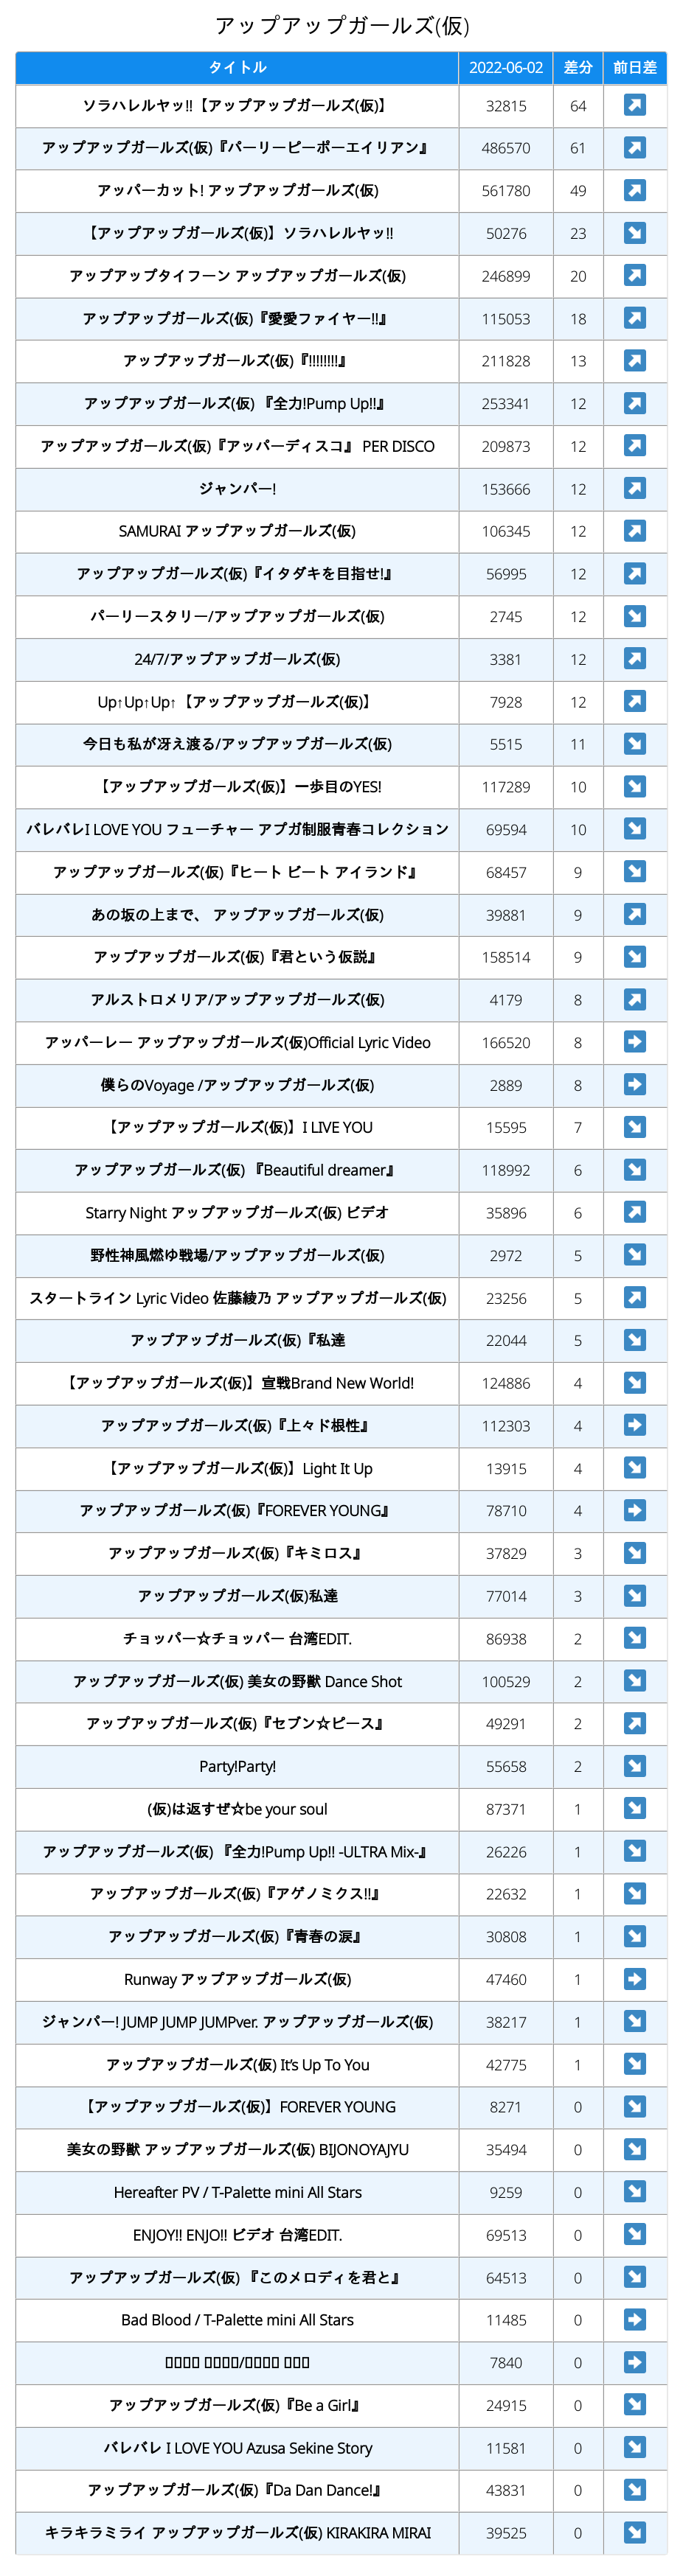 アップアップガールズ(仮)
タイトル 2022-06-02 差分 前日差
ソラハレルヤッ!!【アップアップガールズ(仮)】 32815 64 ↗
アップアップガールズ(仮)『パーリーピーポーエイリアン』 486570 61 ↗
アッパーカット! アップアップガールズ(仮) 561780 49 ↗
【アップアップガールズ(仮)】ソラハレルヤッ!! 50276 23 ↘
アップアップタイフーン アップアップガールズ(仮) 246899 20 ↗
アップアップガールズ(仮)『愛愛ファイヤー!!』 115053 18 ↗
アップアップガールズ(仮)『!!!!!!!!』 211828 13 ↗
アップアップガールズ(仮) 『全力!Pump Up!!』 253341 12 ↗
アップアップガールズ(仮)『アッパーディスコ』 PER DISCO 209873 12 ↗
ジャンパー! 153666 12 ↗
SAMURAI アップアップガールズ(仮) 106345 12 ↗
アップアップガールズ(仮)『イタダキを目指せ!』 56995 12 ↗
パーリースタリー/アップアップガールズ(仮) 2745 12 ↘
24/7/アップアップガールズ(仮) 3381 12 ↗
Up↑Up↑Up↑【アップアップガールズ(仮)】 7928 12 ↗
今日も私が冴え渡る/アップアップガールズ(仮) 5515 11 ↘
【アップアップガールズ(仮)】一歩目のYES! 117289 10 ↘
バレバレI LOVE YOU フューチャー アプガ制服青春コレクション 69594 10 ↘
アップアップガールズ(仮)『ヒート ビート アイランド』 68457 9 ↘
あの坂の上まで、 アップアップガールズ(仮) 39881 9 ↗
アップアップガールズ(仮)『君という仮説』 158514 9 ↘
アルストロメリア/アップアップガールズ(仮) 4179 8 ↗
アッパーレー アップアップガールズ(仮)Official Lyric Video 166520 8 ➡
僕らのVoyage /アップアップガールズ(仮) 2889 8 ➡
【アップアップガールズ(仮)】I LIVE YOU 15595 7 ↘
アップアップガールズ(仮) 『Beautiful dreamer』 118992 6 ↘
Starry Night アップアップガールズ(仮) ビデオ 35896 6 ↗
野性神風燃ゆ戦場/アップアップガールズ(仮) 2972 5 ↘
スタートライン Lyric Video 佐藤綾乃 アップアップガールズ(仮) 23256 5 ↗
アップアップガールズ(仮)『私達 22044 5 ↘
【アップアップガールズ(仮)】宣戦Brand New World! 124886 4 ↘
アップアップガールズ(仮)『上々ド根性』 112303 4 ➡
【アップアップガールズ(仮)】Light It Up 13915 4 ↘
アップアップガールズ(仮)『FOREVER YOUNG』 78710 4 ➡
アップアップガールズ(仮)『キミロス』 37829 3 ↘
アップアップガールズ(仮)私達 77014 3 ↘
チョッパー☆チョッパー 台湾EDIT. 86938 2 ↘
アップアップガールズ(仮) 美女の野獣 Dance Shot 100529 2 ↘
アップアップガールズ(仮)『セブン☆ピース』 49291 2 ↗
Party!Party! 55658 2 ↘
(仮)は返すぜ☆be your soul 87371 1 ↘
アップアップガールズ(仮) 『全力!Pump Up!! -ULTRA Mix-』 26226 1 ↘
アップアップガールズ(仮)『アゲノミクス!!』 22632 1 ↘
アップアップガールズ(仮)『青春の涙』 30808 1 ↘
Runway アップアップガールズ(仮) 47460 1 ➡
ジャンパー! JUMP JUMP JUMPver. アップアップガールズ(仮) 38217 1 ↘
アップアップガールズ(仮) It's Up To You 42775 1 ↘
【アップアップガールズ(仮)】FOREVER YOUNG 8271 0 ↘
美女の野獣 アップアップガールズ(仮) BIJONOYAJYU 35494 0 ↘
Hereafter PV / T-Palette mini All Stars 9259 0 ↘
ENJOY!! ENJO!! ビデオ 台湾EDIT. 69513 0 ↘
アップアップガールズ(仮) 『このメロディを君と』 64513 0 ↘
Bad Blood / T-Palette mini All Stars 11485 0 ➡
/ 7840 0 ➡
アップアップガールズ(仮)『Be a Girl』 24915 0 ↘
バレバレ I LOVE YOU Azusa Sekine Story 11581 0 ↘
アップアップガールズ(仮)『Da Dan Dance!』 43831 0 ↘
キラキラミライ アップアップガールズ(仮) KIRAKIRA MIRAI 39525 0 ↘